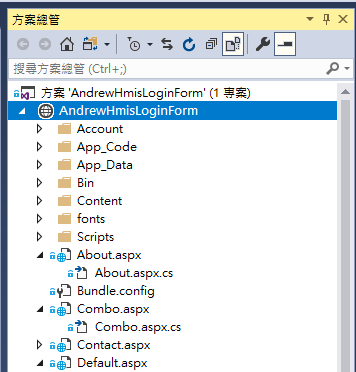 方案總管
搜尋方案總管 (Ctrl+;)
方案 'AndrewHmisLoginForm' (1 專案)
AndrewHmisLoginForm
Account
App_Code
App_Data
Bin
Content
fonts
Scripts
About.aspx
About.aspx.cs
Bundle.config
Combo.aspx
Combo.aspx.cs
Contact.aspx
Default.aspx